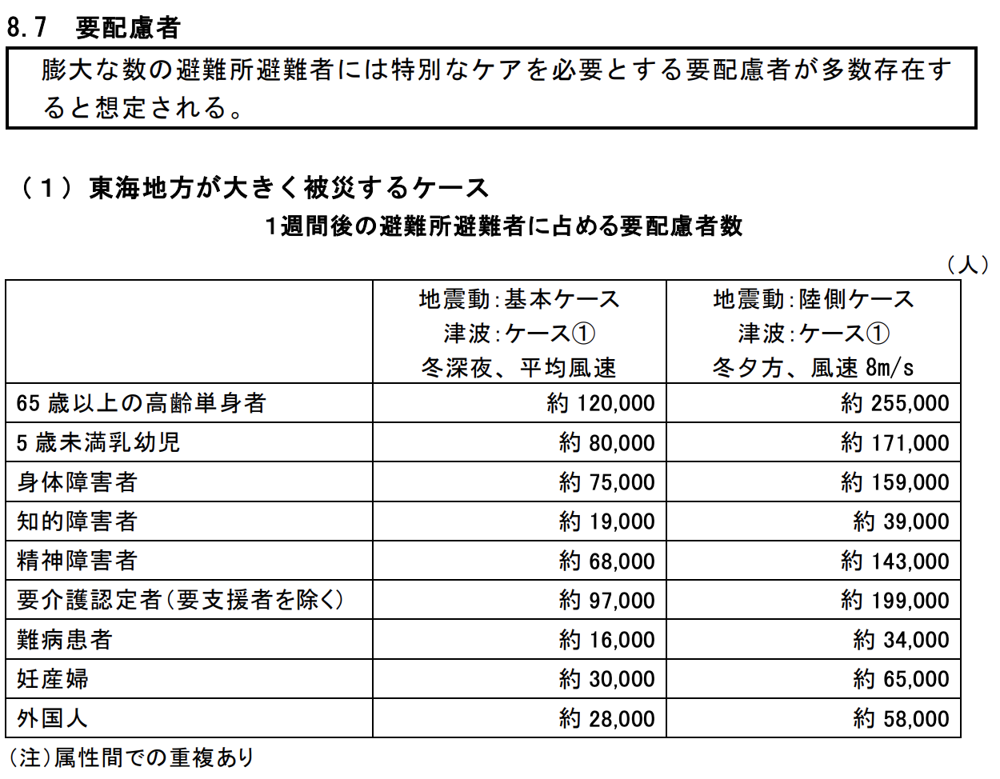 8.7　要配慮者
膨大な数の避難所避難者には特別なケアを必要とする要配慮者が多数存在す
ると想定される。
（１）東海地方が大きく被災するケース
１週間後の避難所避難者に占める要配慮者数
（人）
地震動：基本ケース
津波：ケース①
冬深夜、平均風速
地震動：陸側ケース
津波：ケース①
冬夕方、風速 8m/s
65 歳以上の高齢単身者 約 120,000 約 255,000
5 歳未満乳幼児 約 80,000 約 171,000
身体障害者 約 75,000 約 159,000
知的障害者 約 19,000 約 39,000
精神障害者 約 68,000 約 143,000
要介護認定者（要支援者を除く） 約 97,000 約 199,000
難病患者 約 16,000 約 34,000
妊産婦 約 30,000 約 65,000
外国人 約 28,000 約 58,000
（注）属性間での重複あり